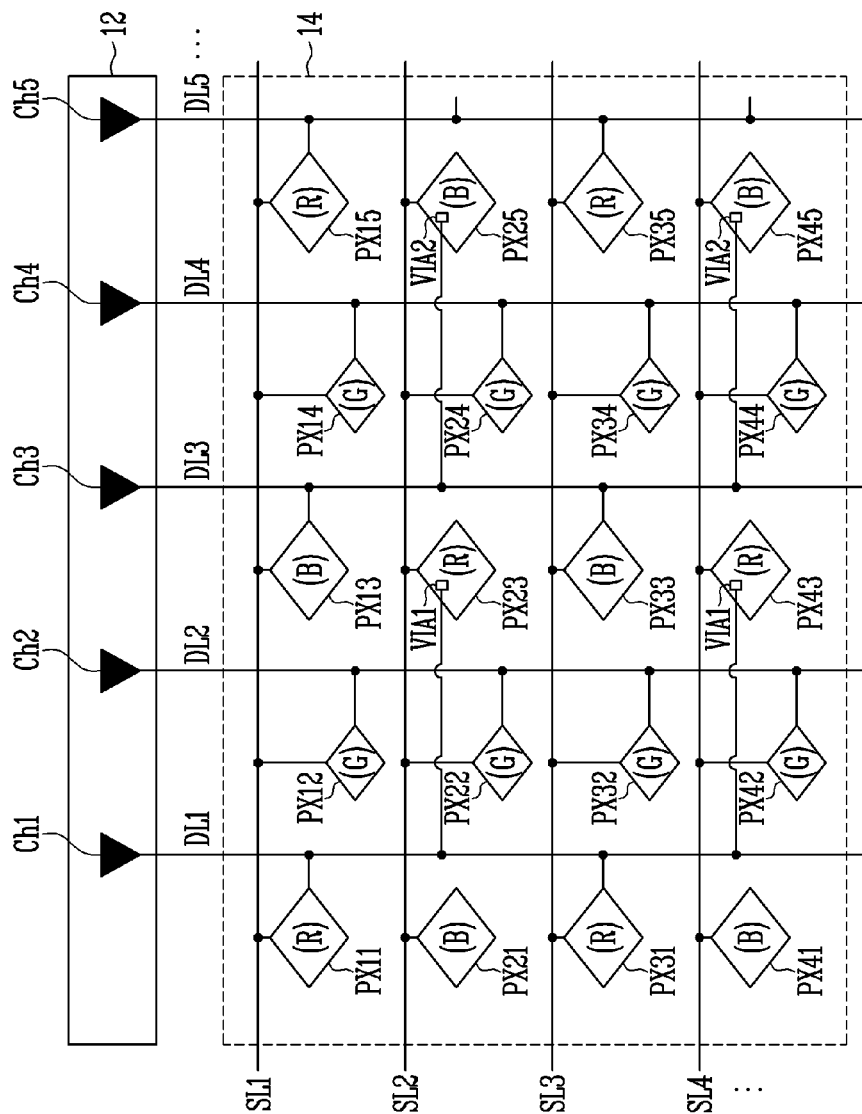 Ch1 Ch2 Ch3 Ch4 Ch5
12
DL1 DL2 DL3 DL4 DL5 ...
14
SL1
(R) (B) (R)
PX11 PX13 PX15
PX12 PX14
(G) (G)
SL2
(B) (R) (B)
VIA1 VIA2
PX21 PX23 PX25
PX22 PX24
(G) (G)
SL3
(R) (B) (R)
PX31 PX33 PX35
PX32 PX34
(G) (G)
SL4
(B) (R) (B)
VIA1 VIA2
PX41 PX43 PX45
PX42 PX44
(G) (G)
...